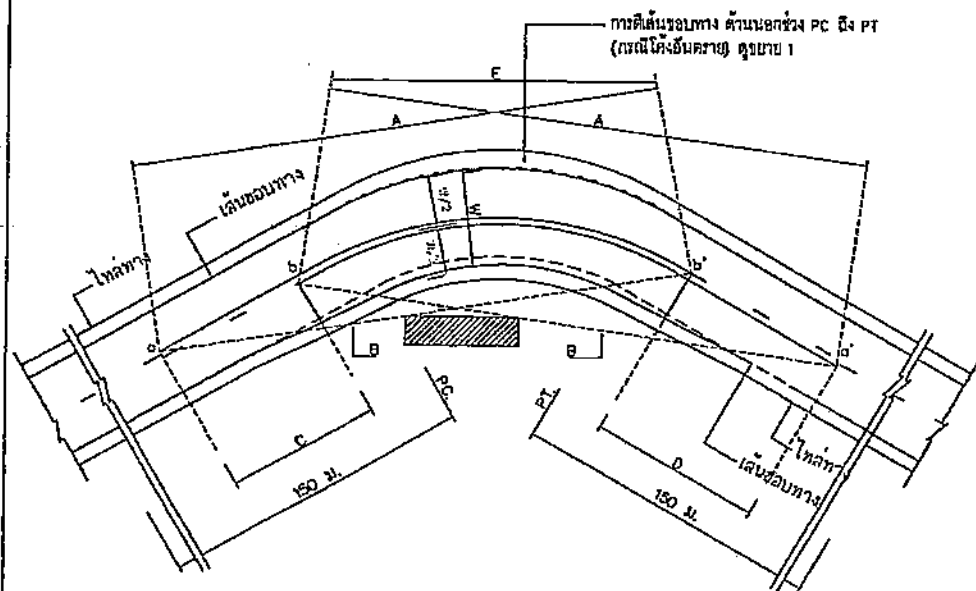 การตีเส้นขอบทาง ด้านนอกช่วง PC ถึง PT
(กรณีโค้งอันตราย) ดูขยาย 1
E
A
A
เส้นขอบทาง
W/2
W
W/2
ไหล่ทาง
b
b'
a
a'
B
B
PC.
PT.
C
D
ไหล่ทาง
เส้นขอบทาง
150 ม.
150 ม.